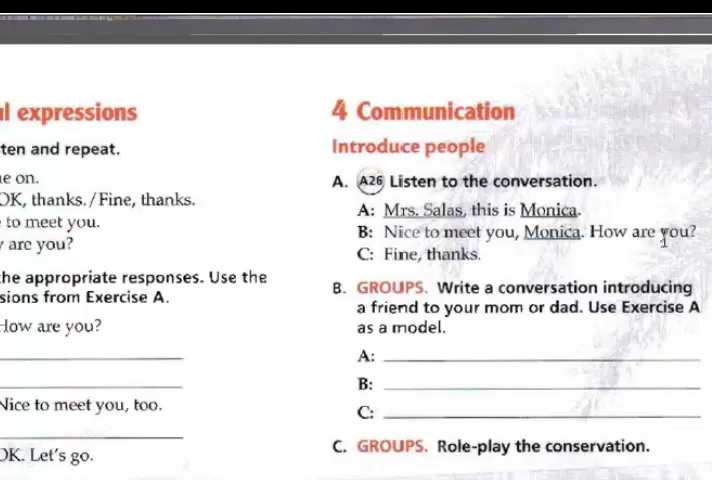 l expressions
ten and repeat.
e on.
OK, thanks./Fine, thanks.
to meet you.
are you?
he appropriate responses. Use the
sions from Exercise A.
How are you?
Nice to meet you, too.
OK. Let's go.
4 Communication
Introduce people
A. A26 Listen to the conversation.
A: Mrs. Salas, this is Monica.
B: Nice to meet you, Monica. How are you?
C: Fine, thanks.
B. GROUPS. Write a conversation introducing
a friend to your mom or dad. Use Exercise A
as a model.
A:
B:
C:
C. GROUPS. Role-play the conservation.